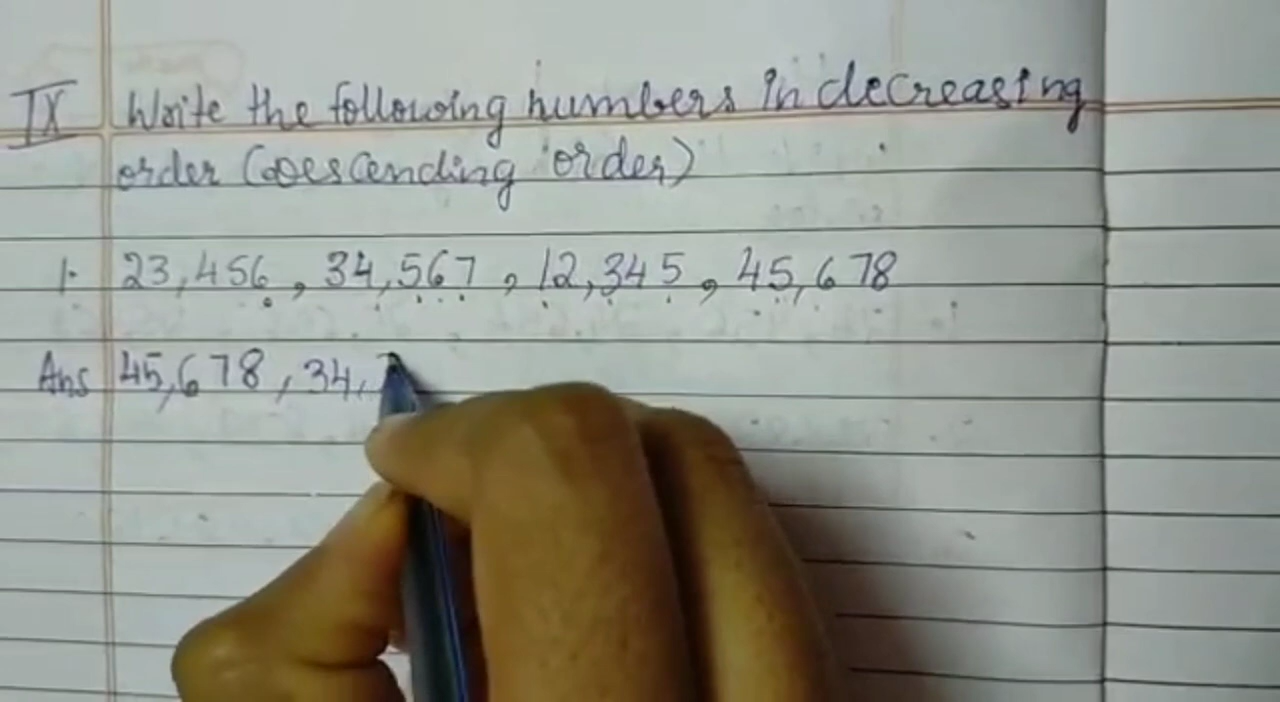 IX Write the following numbers in decreasing
order (Descending order)
1. 23,456, 34,567, 12,345, 45,678
Ans 45,678, 34,